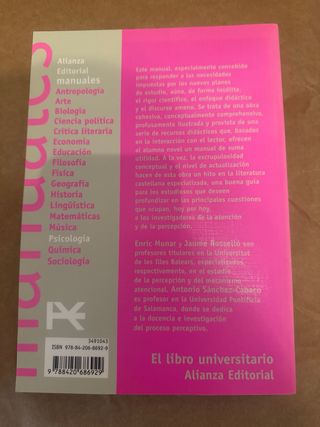 manuales
Alianza
Editorial
manuales
Antropología
Arte
Biología
Ciencia política
Crítica literaria
Economía
Educación
Filosofía
Física
Geografía
Historia
Lingüística
Matemáticas
Música
Psicología
Química
Sociología
Este manual, especialmente concebido
para responder a las necesidades
impuestas por los nuevos planes
de estudio, aúna, de forma insólita,
el rigor científico, el enfoque didáctico
y el discurso ameno. Se trata de una obra
cohesiva, conceptualmente comprehensiva,
profusamente ilustrada y provista de una
serie de recursos didácticos que, basados
en la interacción con el lector, ofrecen
al alumno novel un manual de suma
utilidad. A la vez, la escrupulosidad
conceptual y el nivel de actualización
hacen de esta obra un hito en la literatura
castellana especializada, una buena guía
para los estudiosos que deseen
profundizar en las principales cuestiones
que ocupan, hoy por hoy,
a los investigadores de la atención
y de la percepción.
Enric Munar y Jaume Rosselló son
profesores titulares en la Universitat
de les Illes Balears, especializados,
respectivamente, en el estudio
de la percepción y del mecanismo
atencional. Antonio Sánchez-Cabaco
es profesor en la Universidad Pontificia
de Salamanca, donde se dedica
a la docencia e investigación
del proceso perceptivo.
3491043
ISBN 978-84-206-8692-9
9 788420 686929
El libro universitario
Alianza Editorial